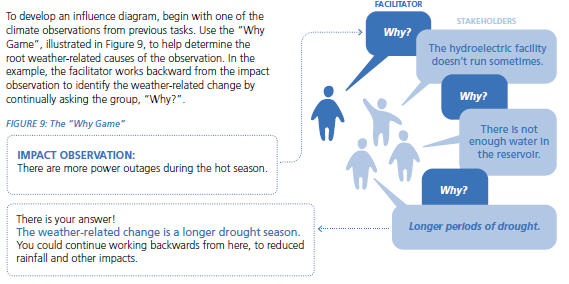 To develop an influence diagram, begin with one of the
climate observations from previous tasks. Use the “Why
Game”, illustrated in Figure 9, to help determine the
root weather-related causes of the observation. In the
example, the facilitator works backward from the impact
observation to identify the weather-related change by
continually asking the group, “Why?”.
FIGURE 9: The “Why Game”
IMPACT OBSERVATION:
There are more power outages during the hot season.
FACILITATOR
Why?
STAKEHOLDERS
The hydroelectric facility
doesn’t run sometimes.
Why?
There is not
enough water in
the reservoir.
Why?
Longer periods of drought.
There is your answer!
The weather-related change is a longer drought season.
You could continue working backwards from here, to reduced
rainfall and other impacts.